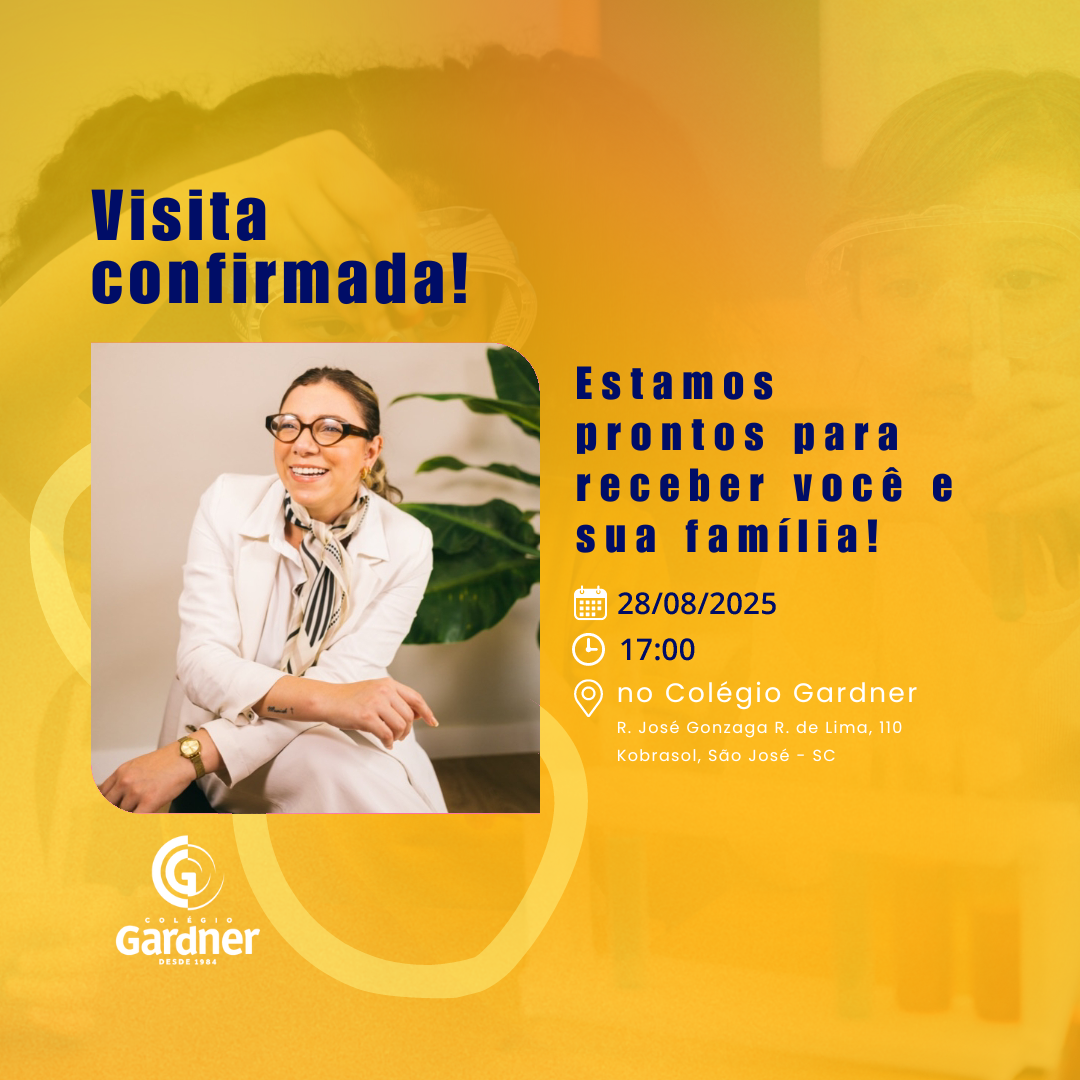 Visita
confirmada!
Estamos
prontos para
receber você e
sua família!
28/08/2025
17:00
no Colégio Gardner
R. José Gonzaga R. de Lima, 110
Kobrasol, São José - SC
G
COLÉGIO
Gardner
DESDE 1984